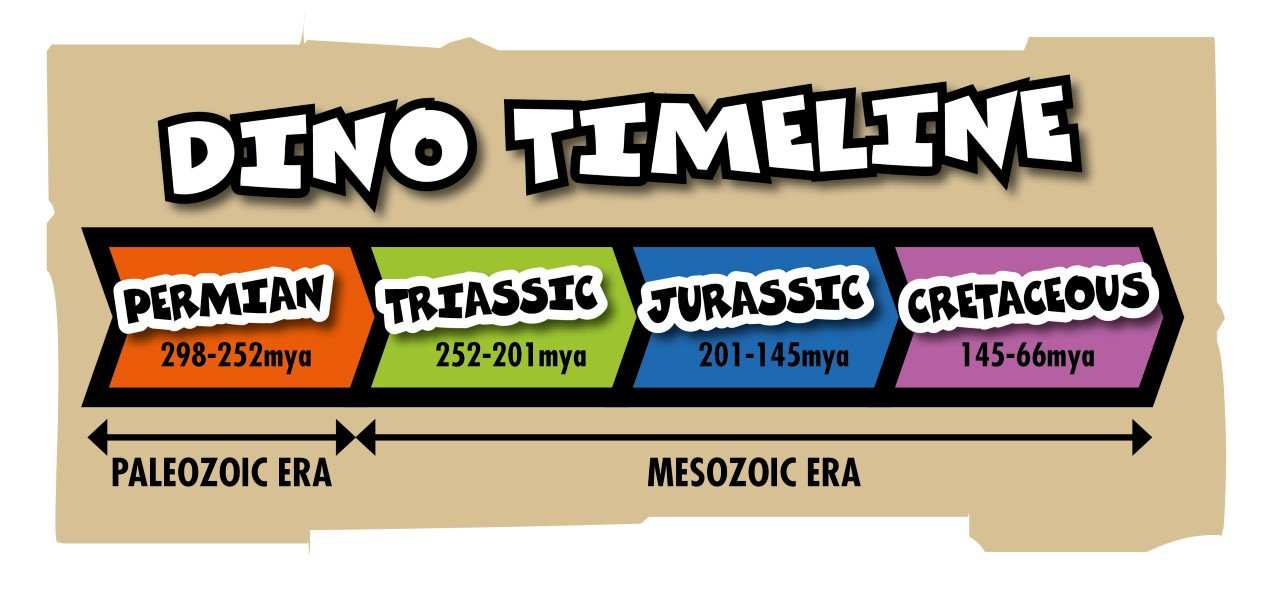 DINO TIMELINE
PERMIAN
298-252mya
TRIASSIC
252-201mya
JURASSIC
201-145mya
CRETACEOUS
145-66mya
PALEOZOIC ERA
MESOZOIC ERA